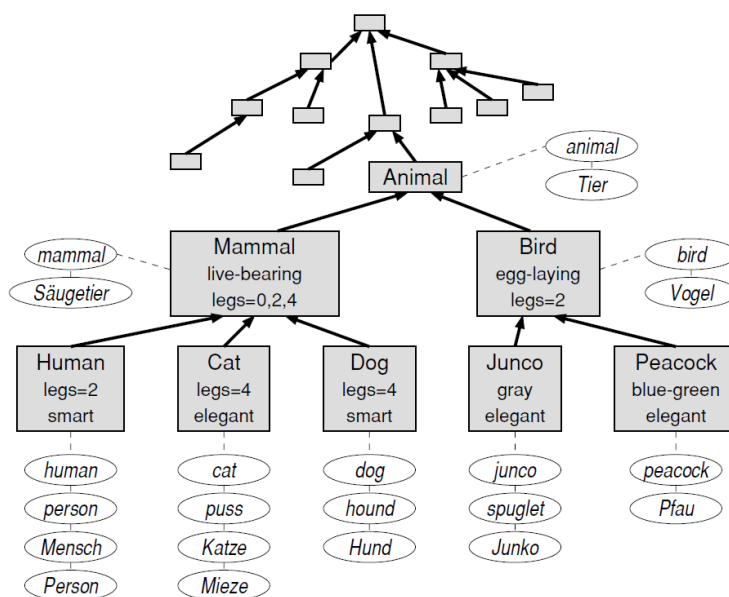 animal
Animal
Tier
mammal
Säugetier
Mammal
live-bearing
legs=0,2,4
Bird
egg-laying
legs=2
bird
Vogel
Human
legs=2
smart
Cat
legs=4
elegant
Dog
legs=4
smart
Junco
gray
elegant
Peacock
blue-green
elegant
human
person
Mensch
Person
cat
puss
Katze
Mieze
dog
hound
Hund
junco
spuglet
Junko
peacock
Pfau